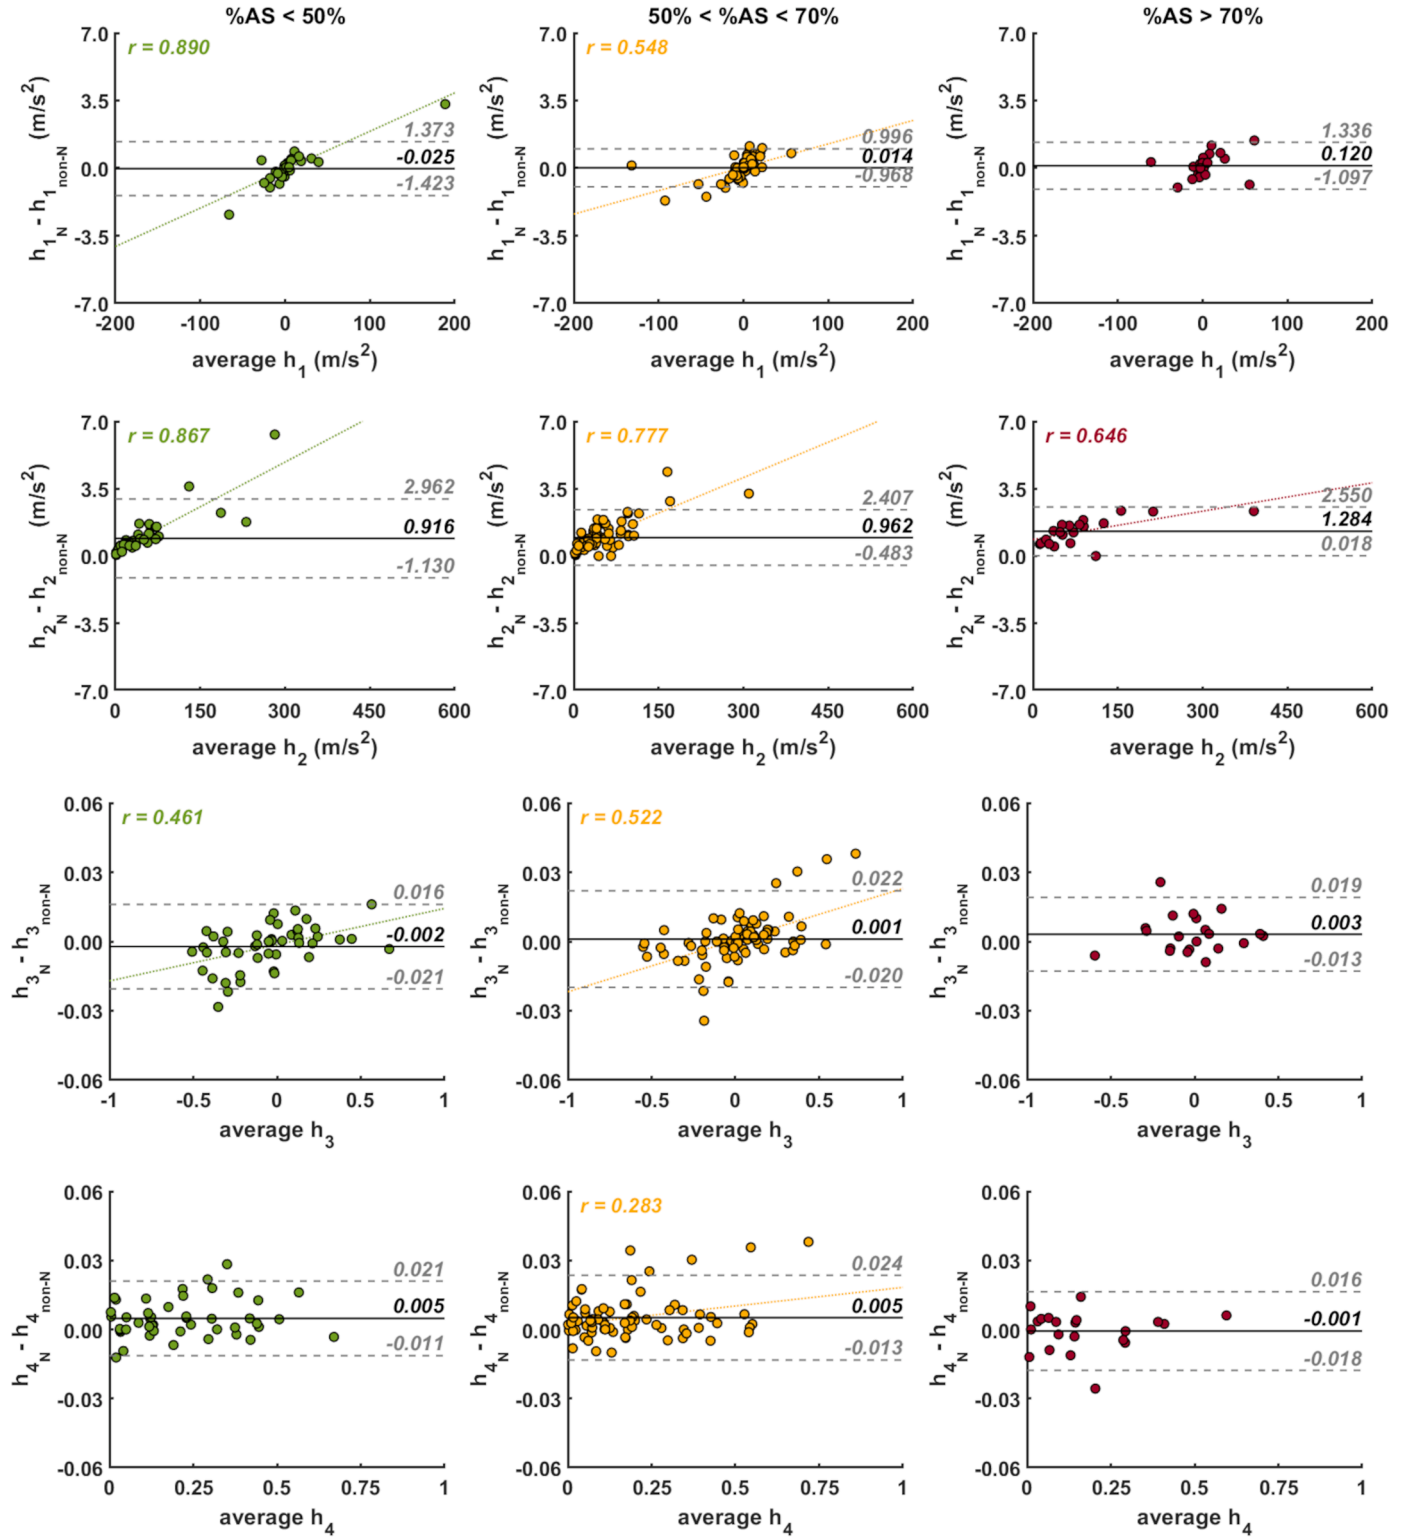 %AS < 50%
50% < %AS < 70%
%AS > 70%
7.0
3.5
0.0
-3.5
-7.0
r = 0.890
1.373
-0.025
-1.423
h1N - h1non-N (m/s2)
-200 -100 0 100 200
average h1 (m/s2)
7.0
3.5
0.0
-3.5
-7.0
r = 0.548
0.996
0.014
-0.968
h1N - h1non-N (m/s2)
-200 -100 0 100 200
average h1 (m/s2)
7.0
3.5
0.0
-3.5
-7.0
1.336
0.120
-1.097
h1N - h1non-N (m/s2)
-200 -100 0 100 200
average h1 (m/s2)
7.0
3.5
0.0
-3.5
-7.0
r = 0.867
2.962
0.916
-1.130
h2N - h2non-N (m/s2)
0 150 300 450 600
average h2 (m/s2)
7.0
3.5
0.0
-3.5
-7.0
r = 0.777
2.407
0.962
-0.483
h2N - h2non-N (m/s2)
0 150 300 450 600
average h2 (m/s2)
7.0
3.5
0.0
-3.5
-7.0
r = 0.646
2.550
1.284
0.018
h2N - h2non-N (m/s2)
0 150 300 450 600
average h2 (m/s2)
0.06
0.03
0.00
-0.03
-0.06
r = 0.461
0.016
-0.002
-0.021
h3N - h3non-N
-1 -0.5 0 0.5 1
average h3
0.06
0.03
0.00
-0.03
-0.06
r = 0.522
0.022
0.001
-0.020
h3N - h3non-N
-1 -0.5 0 0.5 1
average h3
0.06
0.03
0.00
-0.03
-0.06
0.019
0.003
-0.013
h3N - h3non-N
-1 -0.5 0 0.5 1
average h3
0.06
0.03
0.00
-0.03
-0.06
0.021
0.005
-0.011
h4N - h4non-N
0 0.25 0.5 0.75 1
average h4
0.06
0.03
0.00
-0.03
-0.06
r = 0.283
0.024
0.005
-0.013
h4N - h4non-N
0 0.25 0.5 0.75 1
average h4
0.06
0.03
0.00
-0.03
-0.06
0.016
-0.001
-0.018
h4N - h4non-N
0 0.25 0.5 0.75 1
average h4